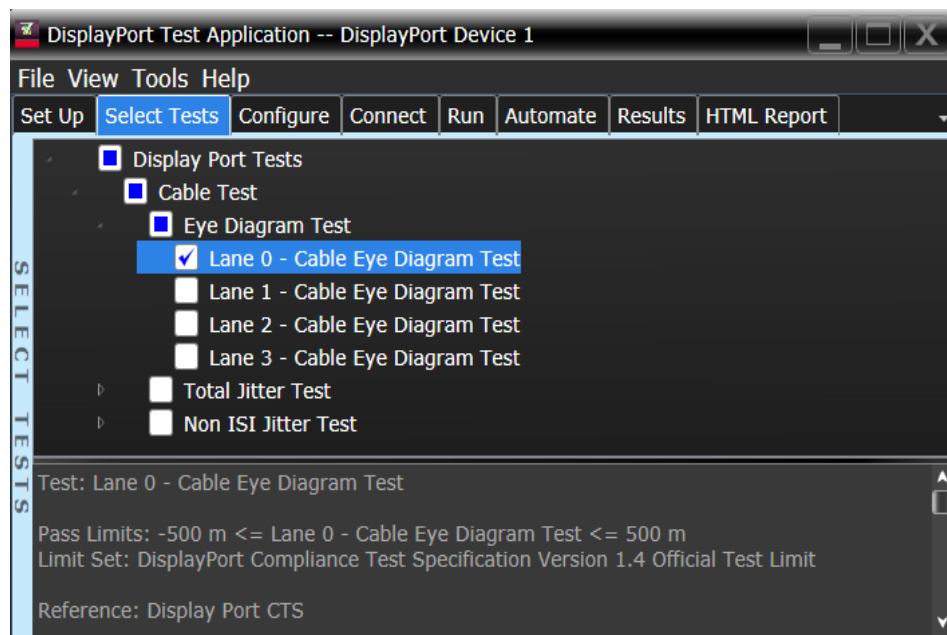 DisplayPort Test Application -- DisplayPort Device 1
File View Tools Help
Set Up Select Tests Configure Connect Run Automate Results HTML Report
Display Port Tests
Cable Test
Eye Diagram Test
Lane 0 - Cable Eye Diagram Test
Lane 1 - Cable Eye Diagram Test
Lane 2 - Cable Eye Diagram Test
Lane 3 - Cable Eye Diagram Test
Total Jitter Test
Non ISI Jitter Test
SELECT TESTS
Test: Lane 0 - Cable Eye Diagram Test
Pass Limits: -500 m <= Lane 0 - Cable Eye Diagram Test <= 500 m
Limit Set: DisplayPort Compliance Test Specification Version 1.4 Official Test Limit
Reference: Display Port CTS